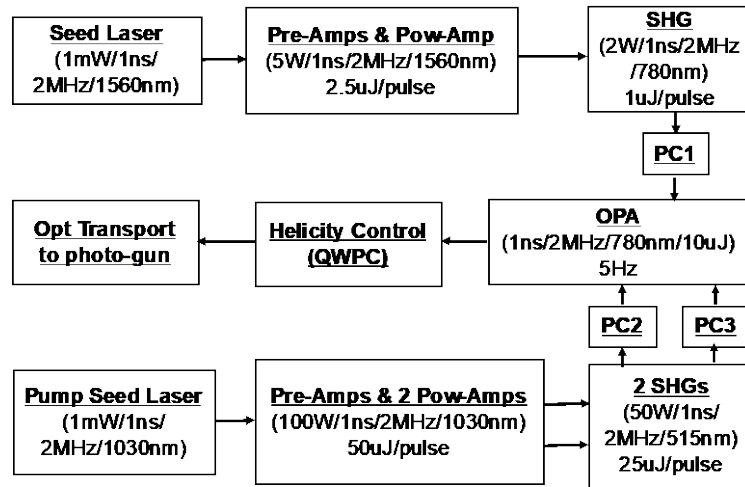 Seed Laser
(1mW/1ns/
2MHz/1560nm)
Pre-Amps & Pow-Amp
(5W/1ns/2MHz/1560nm)
2.5uJ/pulse
SHG
(2W/1ns/2MHz
/780nm)
1uJ/pulse
PC1
Opt Transport
to photo-gun
Helicity Control
(QWPC)
OPA
(1ns/2MHz/780nm/10uJ)
5Hz
PC2
PC3
Pump Seed Laser
(1mW/1ns/
2MHz/1030nm)
Pre-Amps & 2 Pow-Amps
(100W/1ns/2MHz/1030nm)
50uJ/pulse
2 SHGs
(50W/1ns/
2MHz/515nm)
25uJ/pulse